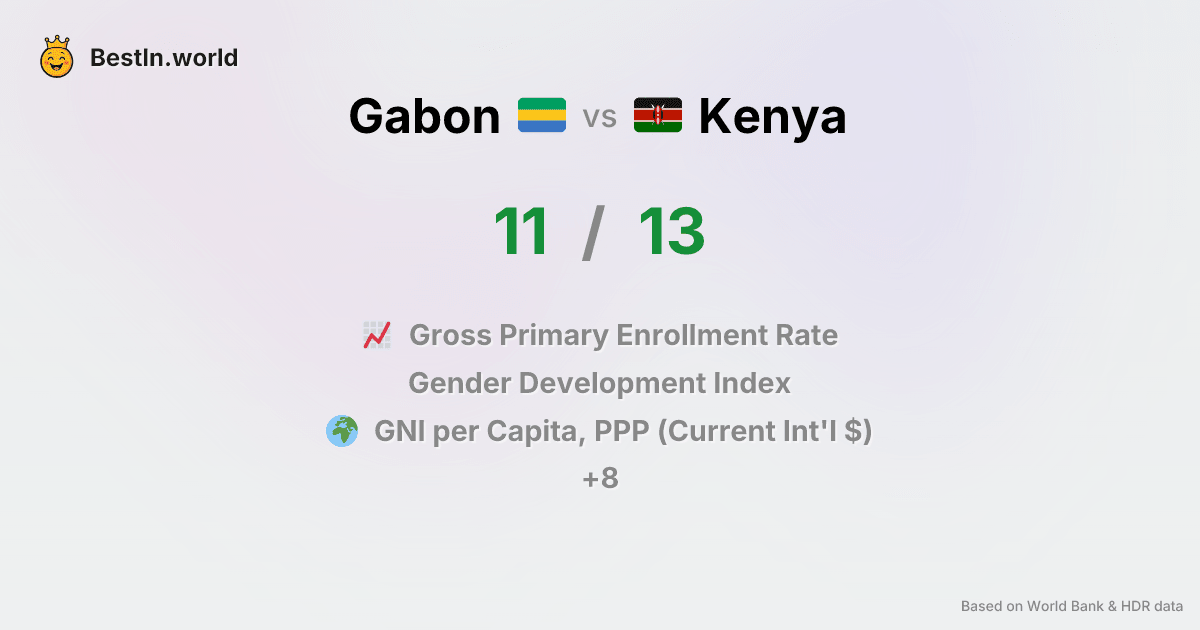 BestIn.world
Gabon vs Kenya
11 / 13
Gross Primary Enrollment Rate
Gender Development Index
GNI per Capita, PPP (Current Int'l $)
+8
Based on World Bank & HDR data